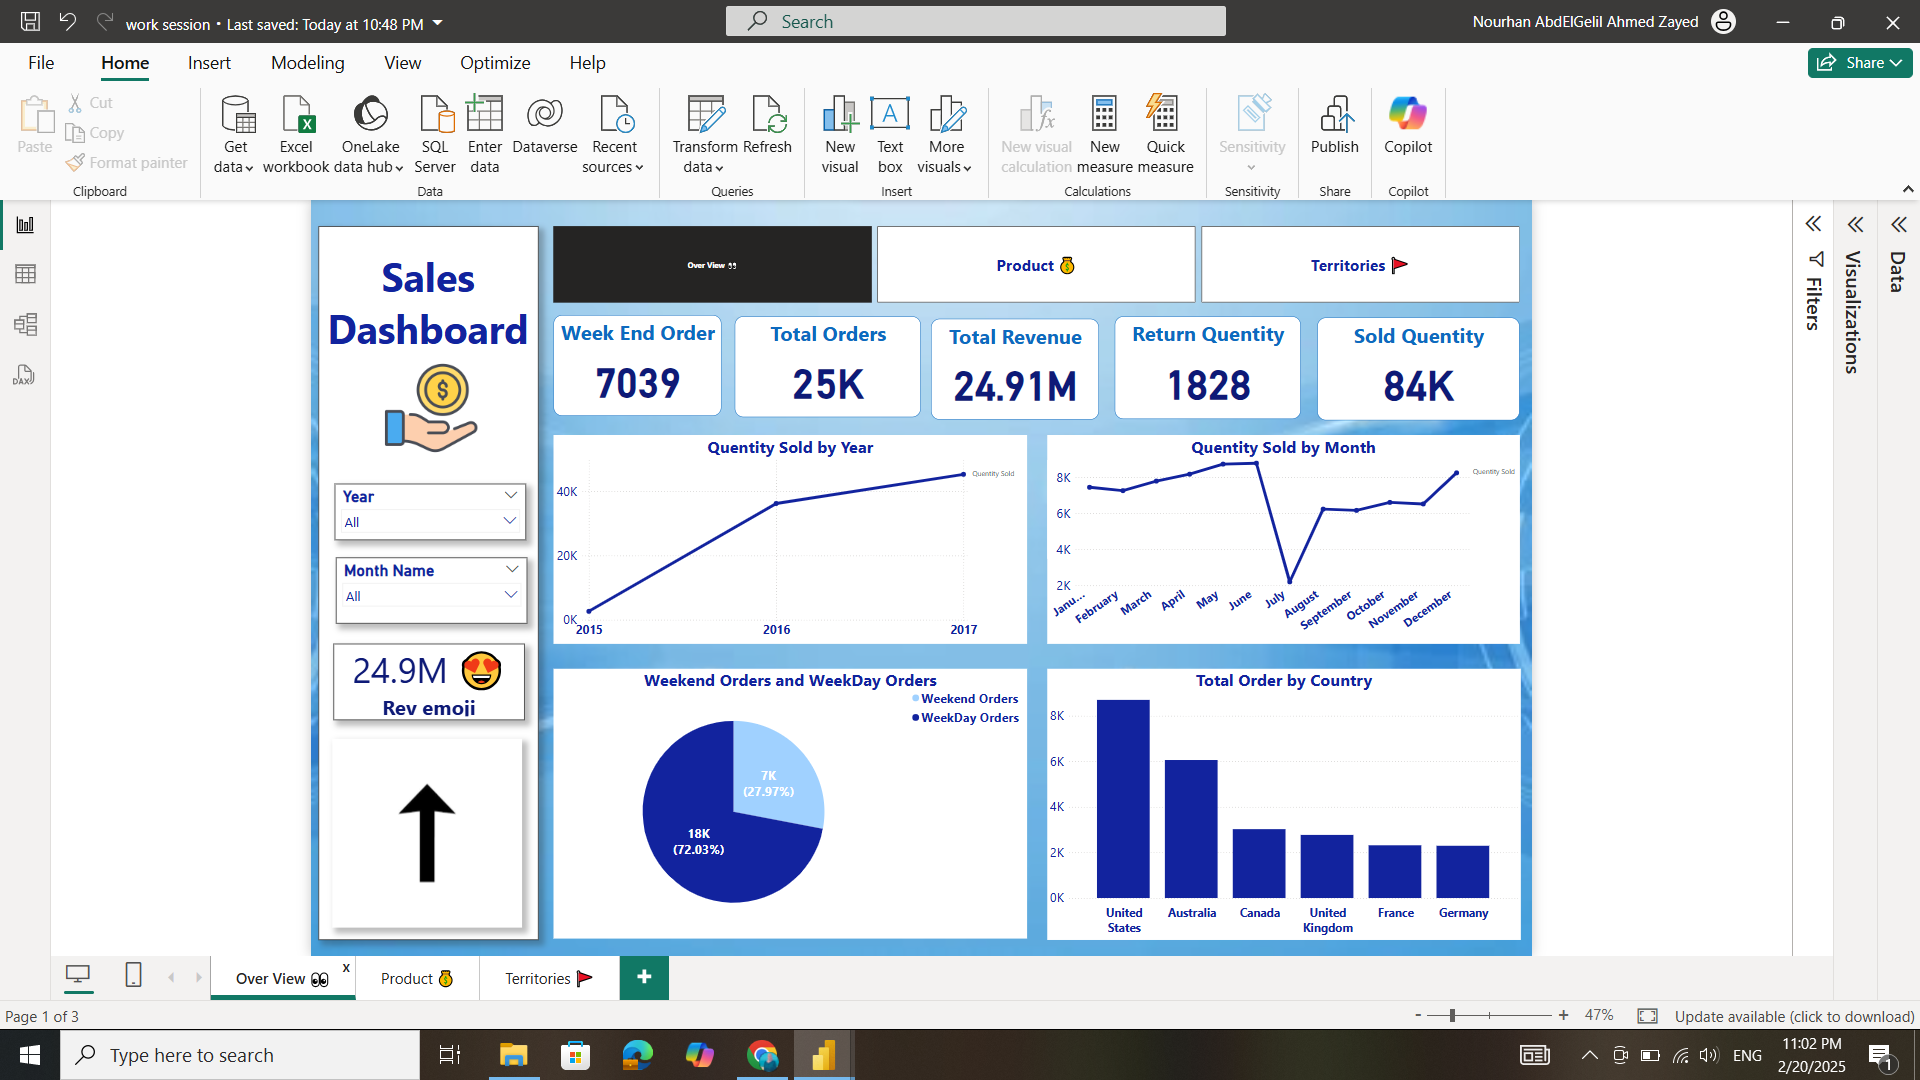 work session • Last saved: Today at 10:48 PM
Search
Nourhan AbdElGelil Ahmed Zayed
File
Home
Insert
Modeling
View
Optimize
Help
Share
Paste
Cut
Copy
Format painter
Clipboard
Get data
Excel workbook
OneLake data hub
SQL Server
Enter data
Dataverse
Recent sources
Data
Transform data
Refresh
Queries
New visual
Text box
More visuals
Insert
New visual calculation
New measure
Quick measure
Calculations
Sensitivity
Sensitivity
Publish
Share
Copilot
Copilot
Sales
Dashboard
Year
All
Month Name
All
24.9M 😍
Rev emoji
Over View 👀
Product 💰
Territories 🚩
Week End Order
7039
Total Orders
25K
Total Revenue
24.91M
Return Quentity
1828
Sold Quentity
84K
Quentity Sold by Year
Quentity Sold
40K
20K
0K
2015
2016
2017
Quentity Sold by Month
Quentity Sold
8K
6K
4K
2K
Janu...
February
March
April
May
June
July
August
September
October
November
December
Weekend Orders and WeekDay Orders
Weekend Orders
WeekDay Orders
7K
(27.97%)
18K
(72.03%)
Total Order by Country
8K
6K
4K
2K
0K
United States
Australia
Canada
United Kingdom
France
Germany
Filters
Visualizations
Data
DAX
Over View 👀
x
Product 💰
Territories 🚩
+
Page 1 of 3
- + 47%
Update available (click to download)
Type here to search
ENG
11:02 PM
2/20/2025
1